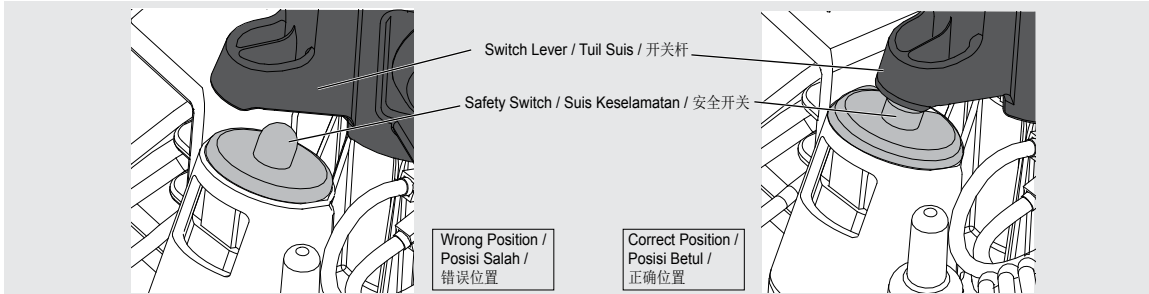 Switch Lever / Tuil Suis / 开关杆
Safety Switch / Suis Keselamatan / 安全开关
Wrong Position /
Posisi Salah /
错误位置
Correct Position /
Posisi Betul /
正确位置